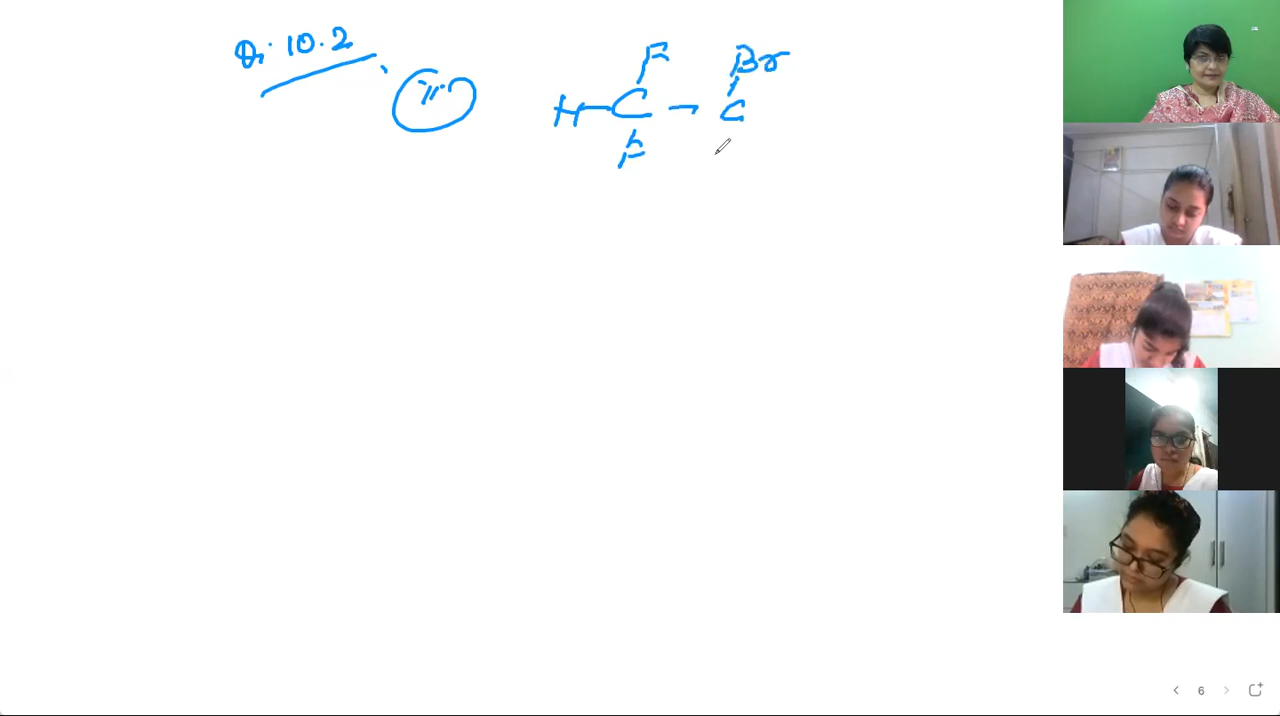 Q. 10.2
ii.
F Br
H–C – C
F
6